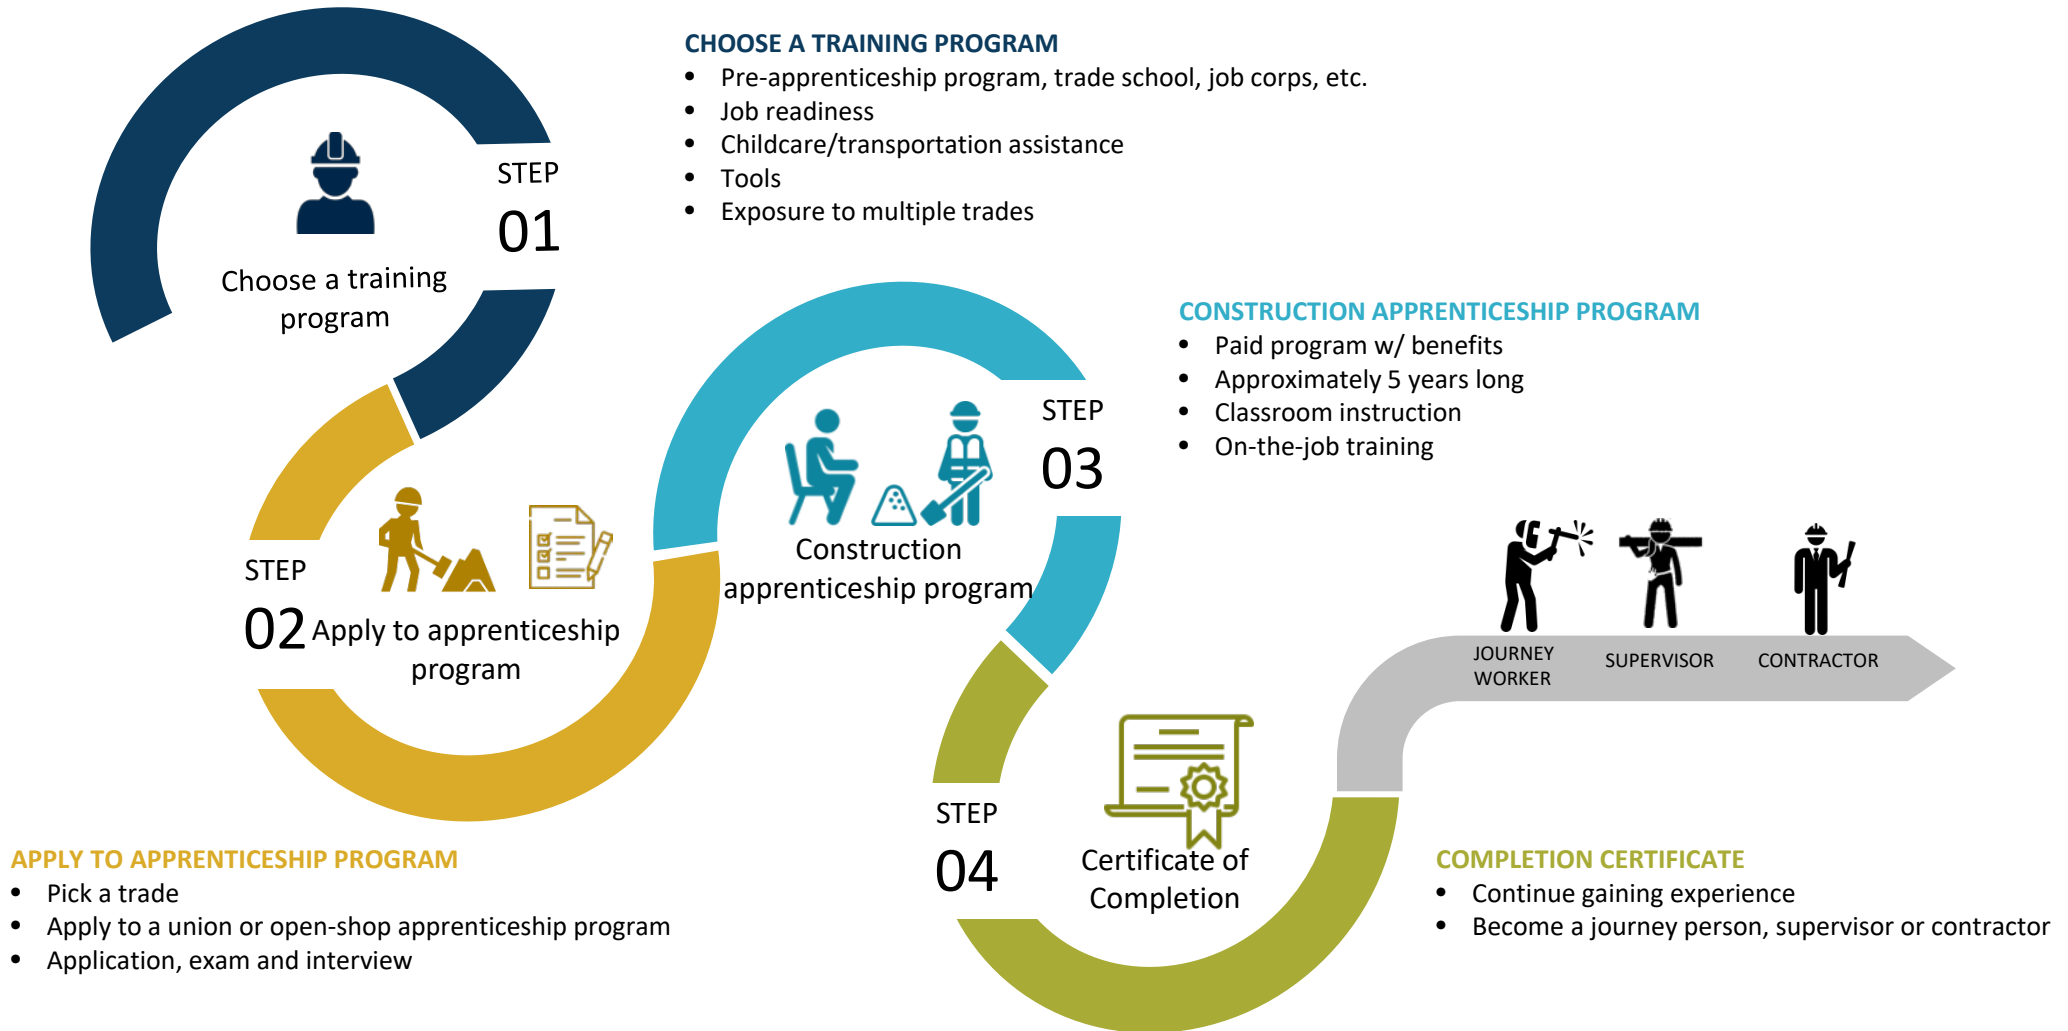 CHOOSE A TRAINING PROGRAM
• Pre-apprenticeship program, trade school, job corps, etc.
• Job readiness
• Childcare/transportation assistance
• Tools
• Exposure to multiple trades
STEP
01
Choose a training
program
CONSTRUCTION APPRENTICESHIP PROGRAM
• Paid program w/ benefits
• Approximately 5 years long
• Classroom instruction
• On-the-job training
STEP
03
Construction
apprenticeship program
STEP
02
Apply to apprenticeship
program
JOURNEY
WORKER
SUPERVISOR
CONTRACTOR
STEP
04
Certificate of
Completion
APPLY TO APPRENTICESHIP PROGRAM
• Pick a trade
• Apply to a union or open-shop apprenticeship program
• Application, exam and interview
COMPLETION CERTIFICATE
• Continue gaining experience
• Become a journey person, supervisor or contractor